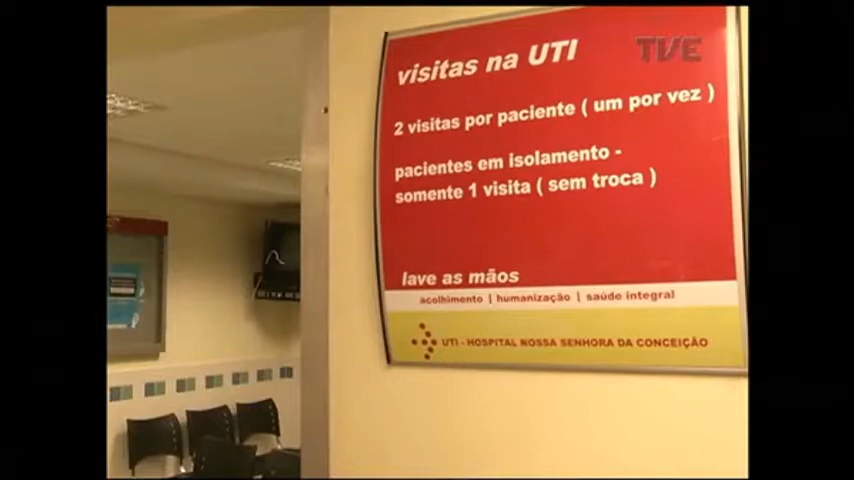 TVE
visitas na UTI
2 visitas por paciente ( um por vez )
pacientes em isolamento -
somente 1 visita ( sem troca )
lave as mãos
acolhimento | humanização | saúde integral
UTI - HOSPITAL NOSSA SENHORA DA CONCEIÇÃO